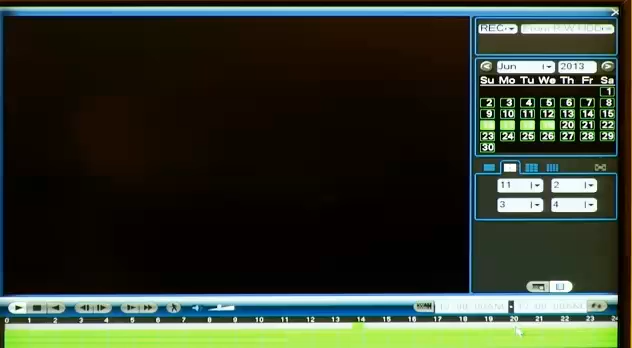 REC
Jun 2013
Su Mo Tu We Th Fr Sa
1
2 3 4 5 6 7 8
9 10 11 12 13 14 15
20 21 22
23 24 25 26 27 28 29
30
11 2
3 4
0 1 2 3 4 5 6 7 8 9 10 11 12 13 14 15 16 17 18 19 20 21 22 23 24